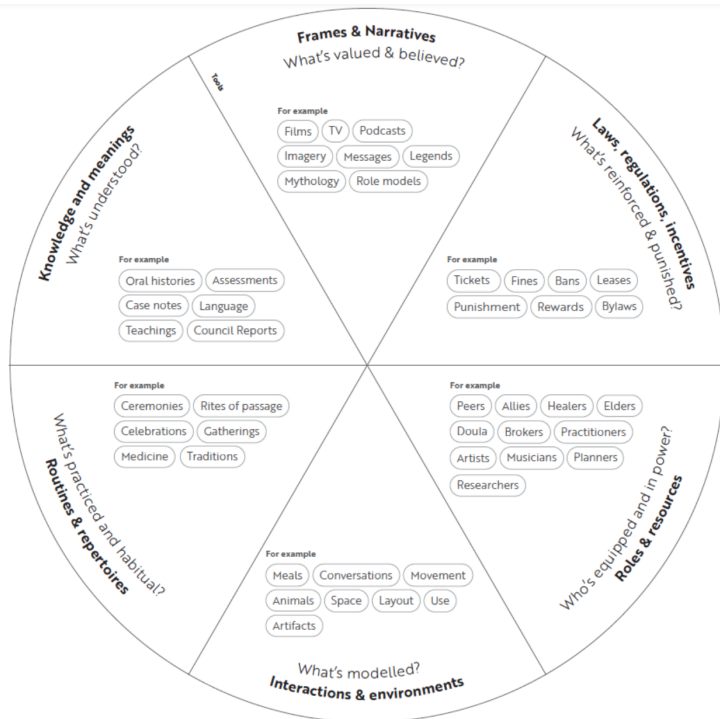 Frames & Narratives
What's valued & believed?
Tools
For example
Films TV Podcasts
Imagery Messages Legends
Mythology Role models
Laws, regulations, incentives
What's reinforced & punished?
For example
Tickets Fines Bans Leases
Punishment Rewards Bylaws
For example
Peers Allies Healers Elders
Doula Brokers Practitioners
Artists Musicians Planners
Researchers
Who's equipped and in power?
Roles & resources
For example
Meals Conversations Movement
Animals Space Layout Use
Artifacts
What's modelled?
Interactions & environments
For example
Ceremonies Rites of passage
Celebrations Gatherings
Medicine Traditions
What's practiced and habitual?
Routines & repertoires
Knowledge and meanings
What's understood?
For example
Oral histories Assessments
Case notes Language
Teachings Council Reports